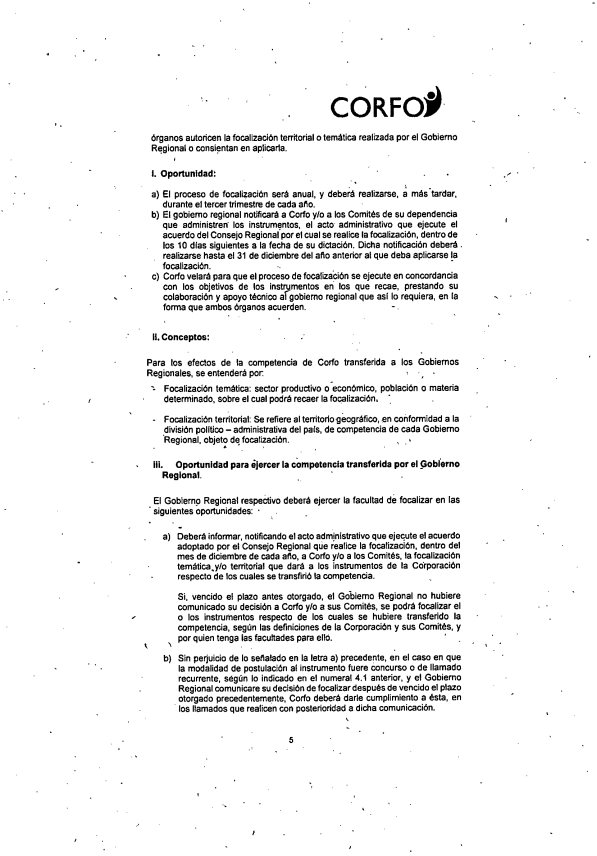 CORFO
órganos autoricen la focalización territorial o temática realizada por el Gobierno
Regional o consientan en aplicarla.
I. Oportunidad:
a) El proceso de focalización será anual, y deberá realizarse, a más tardar,
durante el tercer trimestre de cada año.
b) El gobierno regional notificará a Corfo y/o a los Comités de su dependencia
que administren los instrumentos, el acto administrativo que ejecute el
acuerdo del Consejo Regional por el cual se realice la focalización, dentro de
los 10 días siguientes a la fecha de su dictación. Dicha notificación deberá
realizarse hasta el 31 de diciembre del año anterior al que deba aplicarse la
focalización.
c) Corfo velará para que el proceso de focalización se ejecute en concordancia
con los objetivos de los instrumentos en los que recae, prestando su
colaboración y apoyo técnico al gobierno regional que así lo requiera, en la
forma que ambos órganos acuerden.
II. Conceptos:
Para los efectos de la competencia de Corfo transferida a los Gobiernos
Regionales, se entenderá por:
- Focalización temática: sector productivo o económico, población o materia
determinado, sobre el cual podrá recaer la focalización.
- Focalización territorial: Se refiere al territorio geográfico, en conformidad a la
división político – administrativa del país, de competencia de cada Gobierno
Regional, objeto de focalización.
iii. Oportunidad para ejercer la competencia transferida por el Gobierno
Regional.
El Gobierno Regional respectivo deberá ejercer la facultad de focalizar en las
siguientes oportunidades:
a) Deberá informar, notificando el acto administrativo que ejecute el acuerdo
adoptado por el Consejo Regional que realice la focalización, dentro del
mes de diciembre de cada año, a Corfo y/o a los Comités, la focalización
temática y/o territorial que dará a los instrumentos de la Corporación
respecto de los cuales se transfirió la competencia.
Si, vencido el plazo antes otorgado, el Gobierno Regional no hubiere
comunicado su decisión a Corfo y/o a sus Comités, se podrá focalizar el
o los instrumentos respecto de los cuales se hubiere transferido la
competencia, según las definiciones de la Corporación y sus Comités, y
por quien tenga las facultades para ello.
b) Sin perjuicio de lo señalado en la letra a) precedente, en el caso en que
la modalidad de postulación al instrumento fuere concurso o de llamado
recurrente, según lo indicado en el numeral 4.1 anterior, y el Gobierno
Regional comunicare su decisión de focalizar después de vencido el plazo
otorgado precedentemente, Corfo deberá darle cumplimiento a ésta, en
los llamados que realicen con posterioridad a dicha comunicación.
5